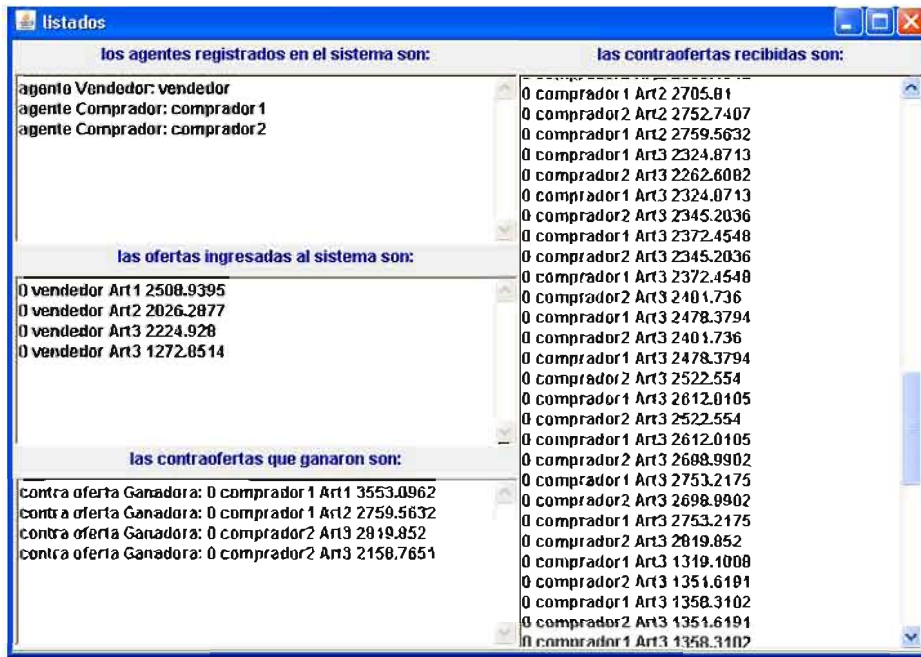 listados
los agentes registrados en el sistema son:
agente Vendedor: vendedor
agente Comprador: comprador1
agente Comprador: comprador2
las ofertas ingresadas al sistema son:
0 vendedor Art1 2508.9395
0 vendedor Art2 2026.2877
0 vendedor Art3 2224.928
0 vendedor Art3 1272.8514
las contraofertas que ganaron son:
contra oferta Ganadora: 0 comprador1 Art1 3553.0962
contra oferta Ganadora: 0 comprador1 Art2 2759.5632
contra oferta Ganadora: 0 comprador2 Art3 2819.852
contra oferta Ganadora: 0 comprador2 Art3 2158.7651
las contraofertas recibidas son:
0 comprador1 Art2 2705.81
0 comprador2 Art2 2752.7407
0 comprador1 Art2 2759.5632
0 comprador1 Art3 2324.8713
0 comprador2 Art3 2262.6082
0 comprador1 Art3 2324.8713
0 comprador2 Art3 2345.2036
0 comprador1 Art3 2372.4548
0 comprador2 Art3 2345.2036
0 comprador1 Art3 2372.4548
0 comprador2 Art3 2401.736
0 comprador1 Art3 2478.3794
0 comprador2 Art3 2401.736
0 comprador1 Art3 2478.3794
0 comprador2 Art3 2522.554
0 comprador1 Art3 2612.0105
0 comprador2 Art3 2522.554
0 comprador1 Art3 2612.0105
0 comprador2 Art3 2698.9902
0 comprador1 Art3 2753.2175
0 comprador2 Art3 2698.9902
0 comprador1 Art3 2753.2175
0 comprador2 Art3 2819.852
0 comprador1 Art3 1319.1008
0 comprador2 Art3 1351.6191
0 comprador1 Art3 1358.3102
0 comprador2 Art3 1351.6191
0 comprador1 Art3 1358.3102